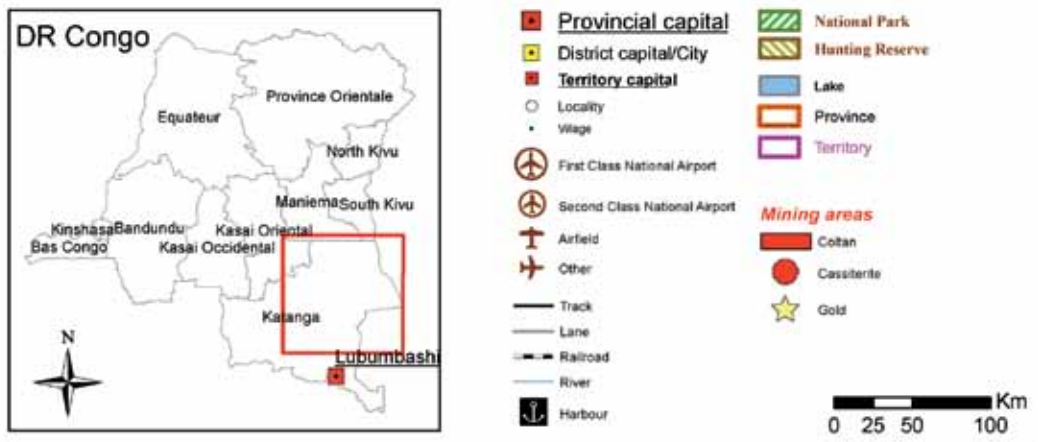 DR Congo
Province Orientale
Equateur
North Kivu
Maniema
South Kivu
Kinshasa
Bandundu
Kasai Oriental
Bas Congo
Kasai Occidental
Katanga
N
Lubumbashi
Provincial capital
District capital/City
Territory capital
Locality
Village
First Class National Airport
Second Class National Airport
Airfield
Other
Track
Lane
Railroad
River
Harbour
National Park
Hunting Reserve
Lake
Province
Territory
Mining areas
Coltan
Cassiterite
Gold
Km
0 25 50 100